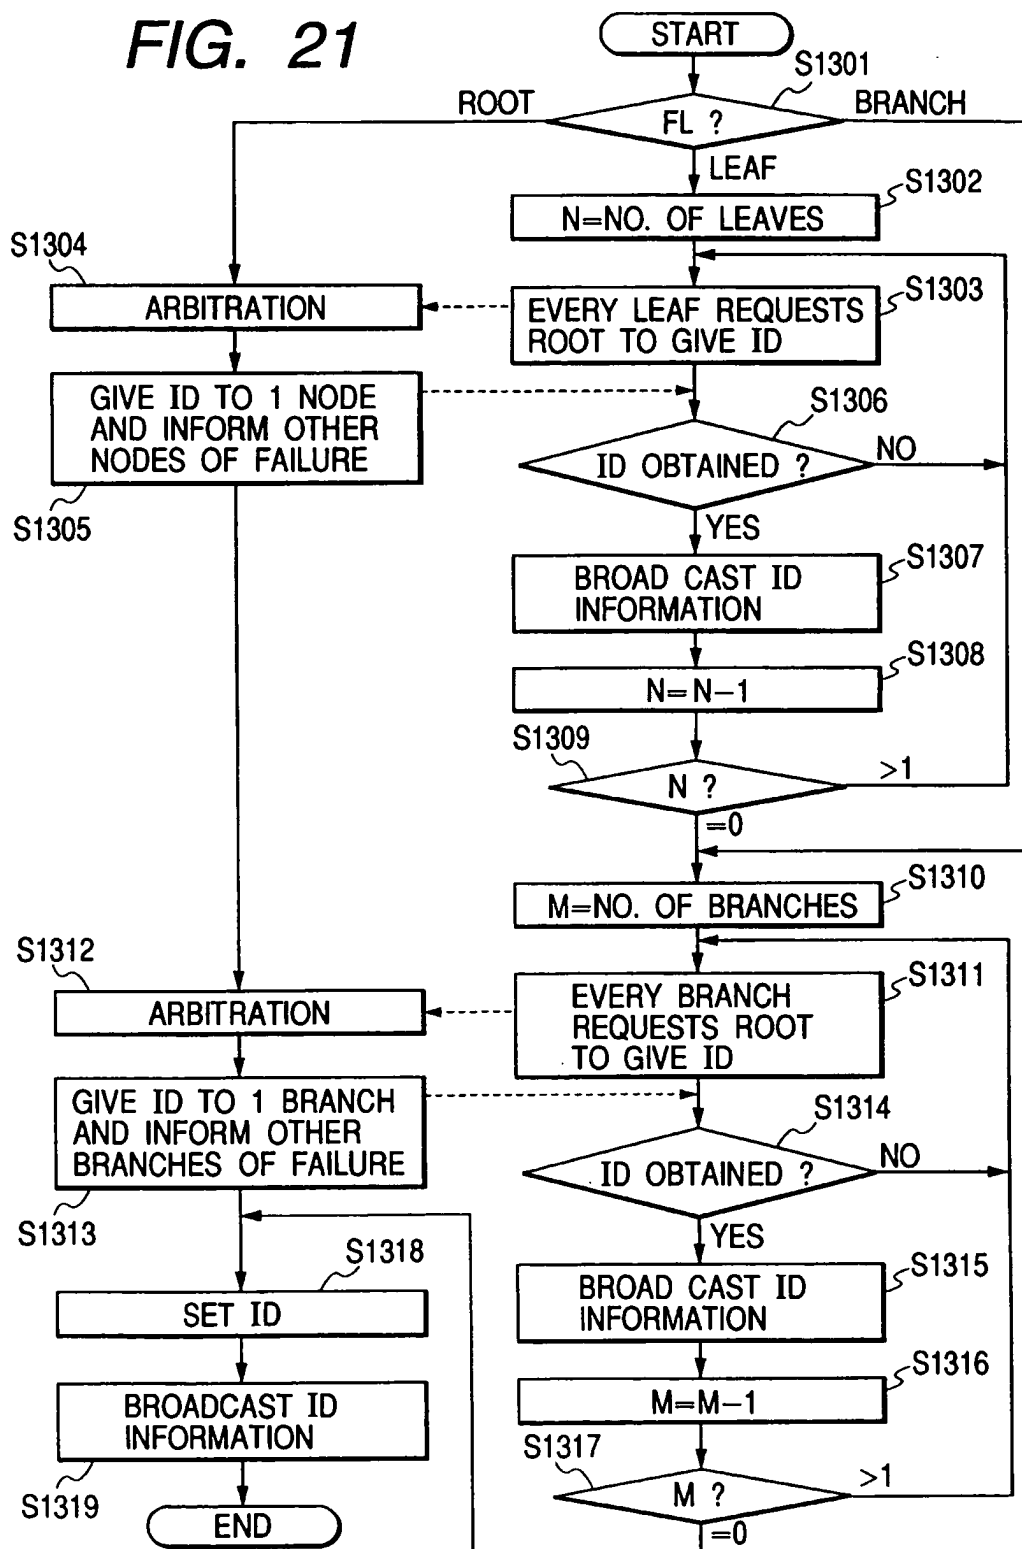 FIG. 21
START
S1301
ROOT
FL ?
BRANCH
LEAF
S1302
N=NO. OF LEAVES
S1304
ARBITRATION
S1303
EVERY LEAF REQUESTS
ROOT TO GIVE ID
GIVE ID TO 1 NODE
AND INFORM OTHER
NODES OF FAILURE
S1305
S1306
ID OBTAINED ?
NO
YES
S1307
BROAD CAST ID
INFORMATION
S1308
N=N-1
S1309
N ?
>1
=0
S1310
M=NO. OF BRANCHES
S1312
ARBITRATION
S1311
EVERY BRANCH
REQUESTS ROOT
TO GIVE ID
GIVE ID TO 1 BRANCH
AND INFORM OTHER
BRANCHES OF FAILURE
S1313
S1314
ID OBTAINED ?
NO
YES
S1318
SET ID
S1315
BROAD CAST ID
INFORMATION
S1316
M=M-1
BROADCAST ID
INFORMATION
S1319
S1317
M ?
>1
=0
END